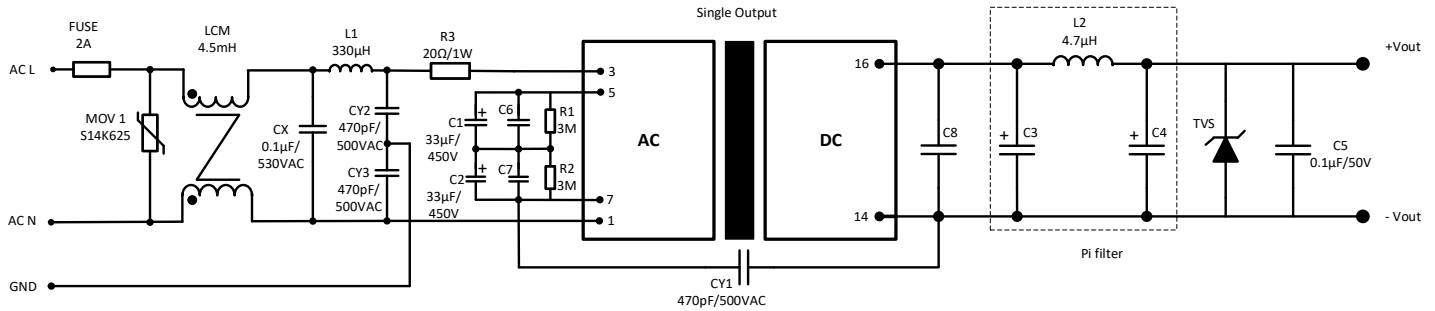 Single Output
FUSE
2A
LCM
4.5mH
L1
330µH
R3
20Ω/1W
L2
4.7µH
AC L
3
16
+Vout
5
MOV 1
S14K625
CX
0.1µF/
530VAC
CY2
470pF/
500VAC
C1
33µF/
450V
+
C6
R1
3M
AC
DC
C8
+
C3
+
C4
TVS
C5
0.1µF/50V
CY3
470pF/
500VAC
C2
33µF/
450V
+
C7
R2
3M
7
AC N
1
14
- Vout
Pi filter
GND
CY1
470pF/500VAC